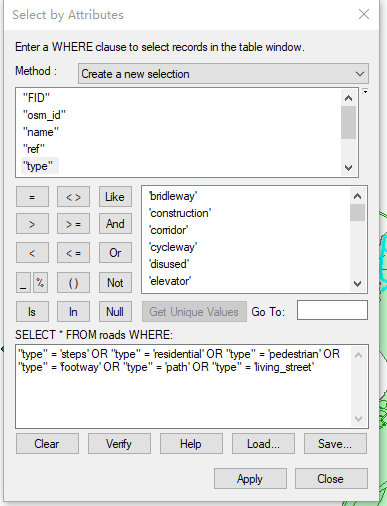 Select by Attributes
Enter a WHERE clause to select records in the table window.
Method : Create a new selection
"FID"
"osm_id"
"name"
"ref"
"type"
= < > Like
> > = And
< < = Or
_ % ( ) Not
Is In Null
'bridleway'
'construction'
'corridor'
'cycleway'
'disused'
'elevator'
Get Unique Values Go To:
SELECT * FROM roads WHERE:
"type" = 'steps' OR "type" = 'residential' OR "type" = 'pedestrian' OR
"type" = 'footway' OR "type" = 'path' OR "type" = 'living_street'
Clear Verify Help Load... Save...
Apply Close